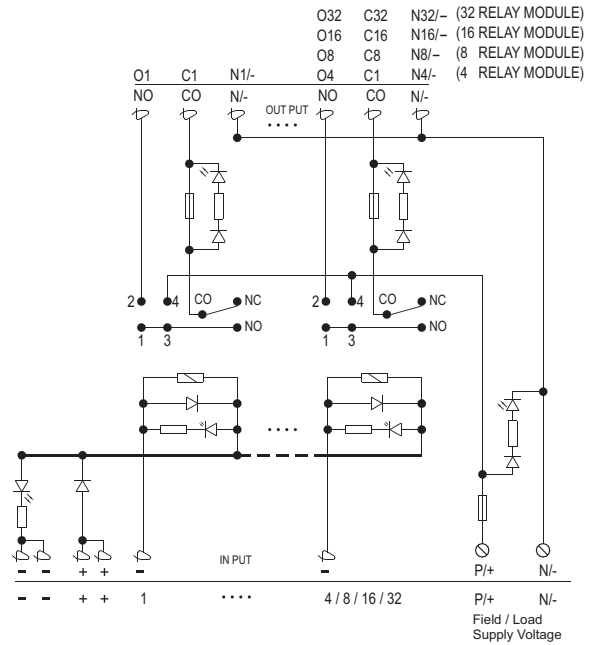 O32 C32 N32/– (32 RELAY MODULE)
O16 C16 N16/– (16 RELAY MODULE)
O8 C8 N8/– (8 RELAY MODULE)
O1 C1 N1/- O4 C1 N4/- (4 RELAY MODULE)
NO CO N/- NO CO N/-
OUT PUT
• • • •
2 4 CO NC 2 4 CO NC
NO NO
1 3 1 3
• • • •
IN PUT
– – + + – – P/+ N/-
– – + + 1 • • • • 4 / 8 / 16 / 32 P/+ N/-
Field / Load
Supply Voltage